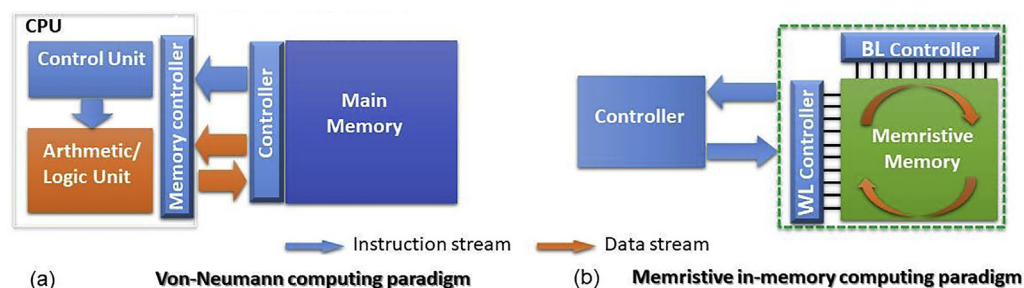 CPU
Control Unit
Arithmetic/
Logic Unit
Memory controller
Controller
Main
Memory
Controller
BL Controller
WL Controller
Memristive
Memory
Instruction stream
Data stream
(a) Von-Neumann computing paradigm
(b) Memristive in-memory computing paradigm